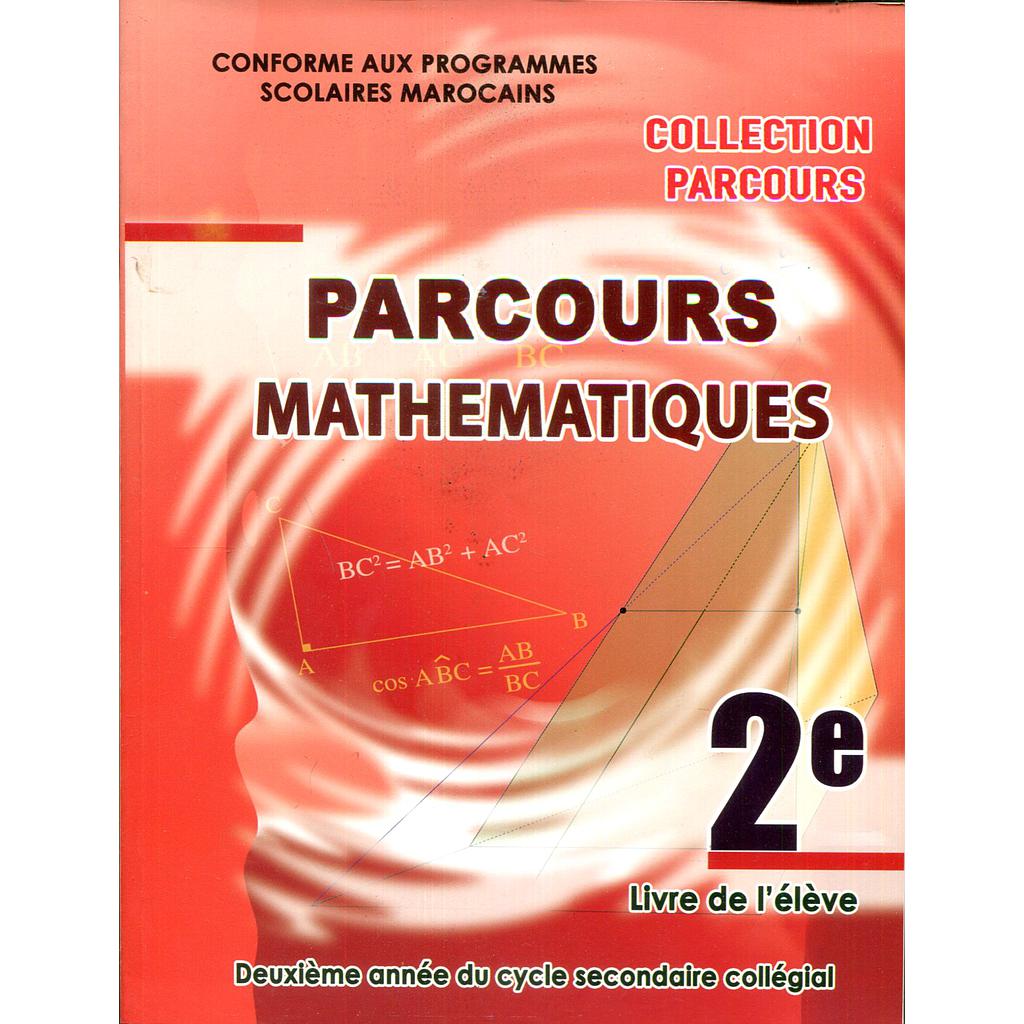 CONFORME AUX PROGRAMMES
SCOLAIRES MAROCAINS
COLLECTION
PARCOURS
PARCOURS
AB AC BC
MATHEMATIQUES
C
BC² = AB² + AC²
B
A
cos AB̂C = AB/BC
2e
Livre de l'élève
Deuxième année du cycle secondaire collégial